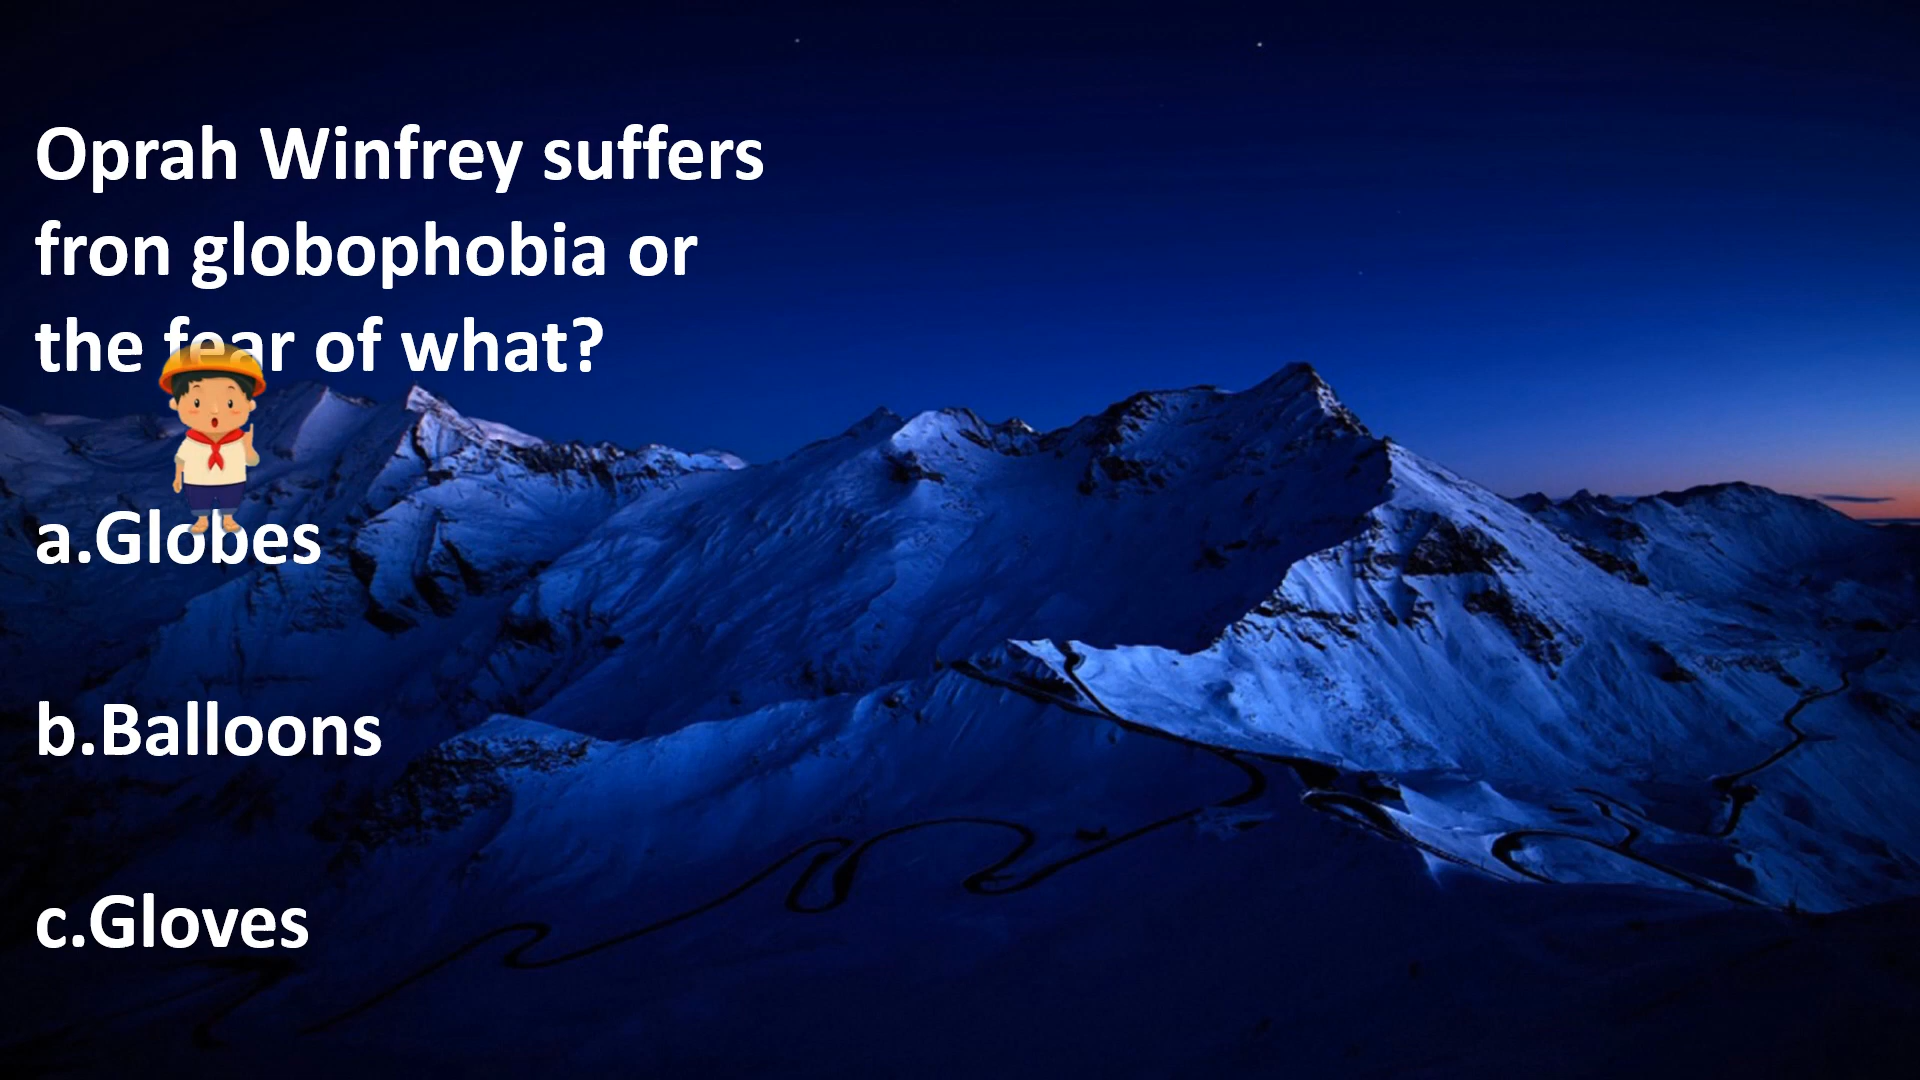 Oprah Winfrey suffers
fron globophobia or
the fear of what?
a.Globes
b.Balloons
c.Gloves